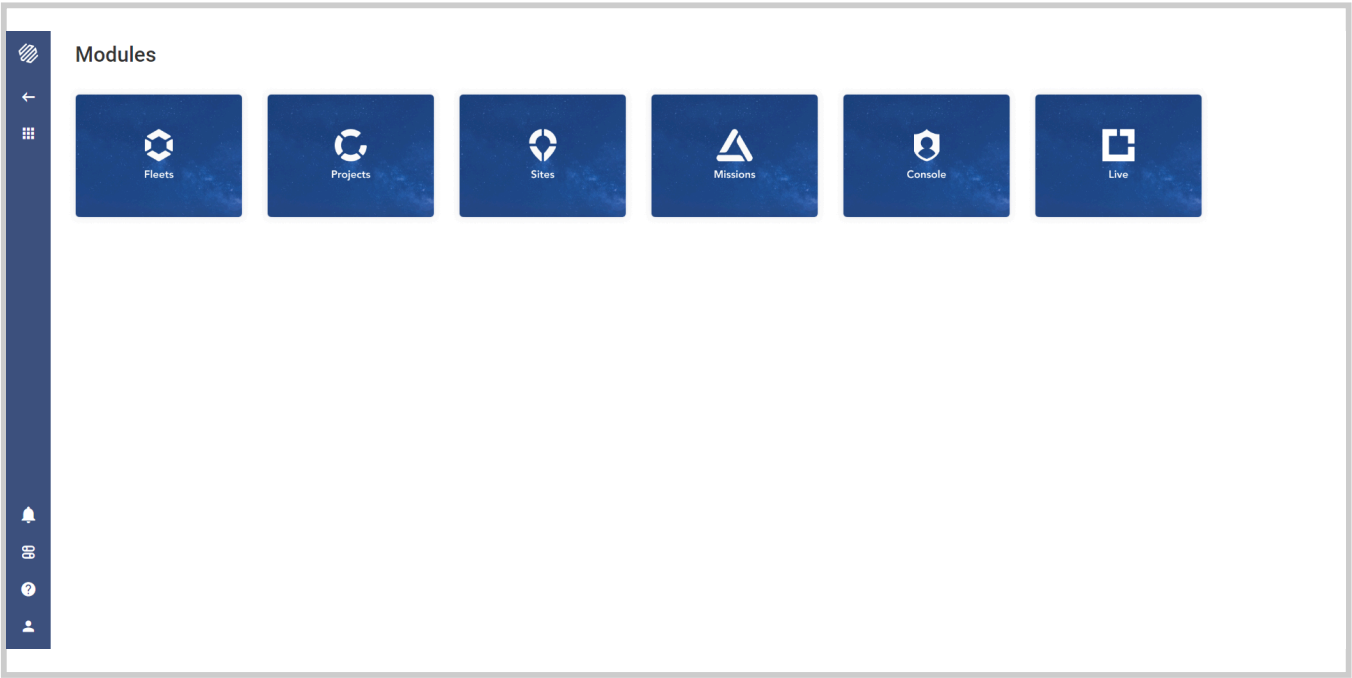 Modules
Fleets
Projects
Sites
Missions
Console
Live